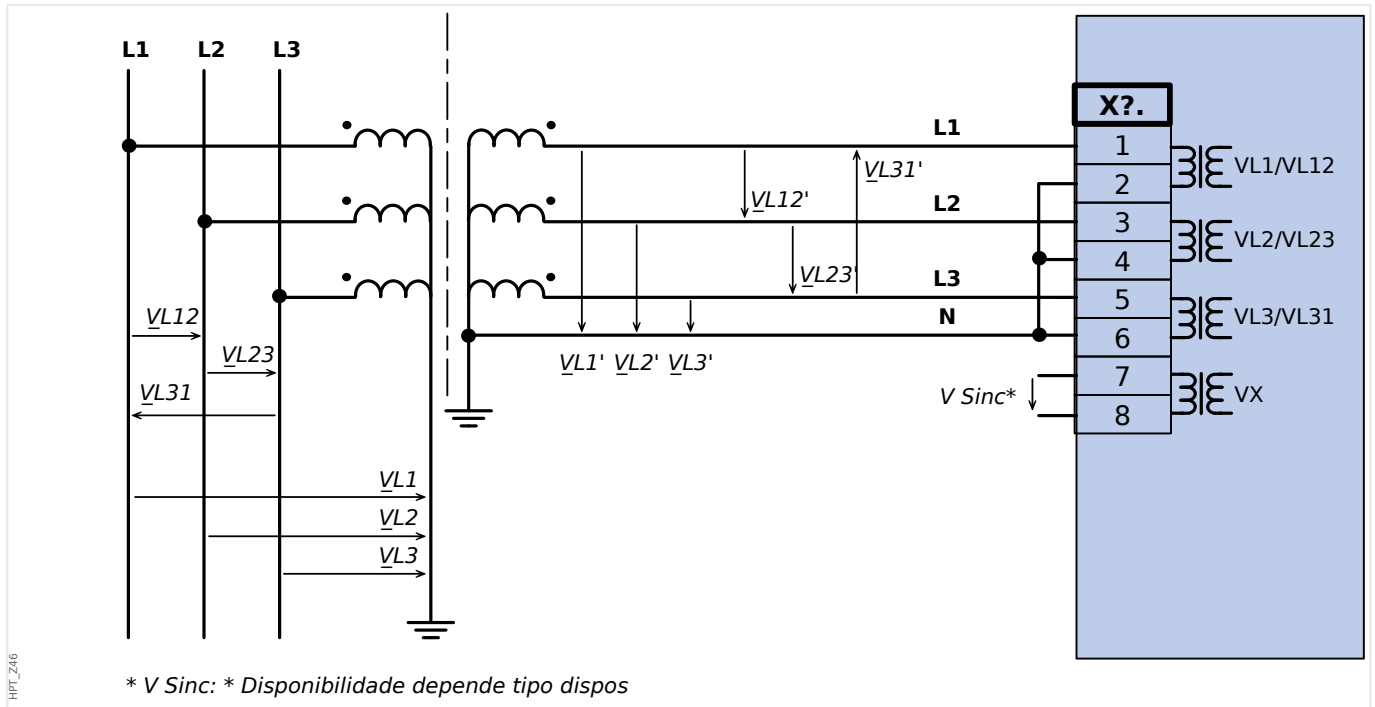 L1 L2 L3
X?.
L1
1
VL1/VL12
VL31'
2
VL12'
L2
3
VL2/VL23
4
VL23'
L3
5
VL12
N
VL3/VL31
6
VL23
VL1' VL2' VL3'
7
VL31
V Sinc*
VX
8
VL1
VL2
VL3
HPT_Z46
* V Sinc: * Disponibilidade depende tipo dispos